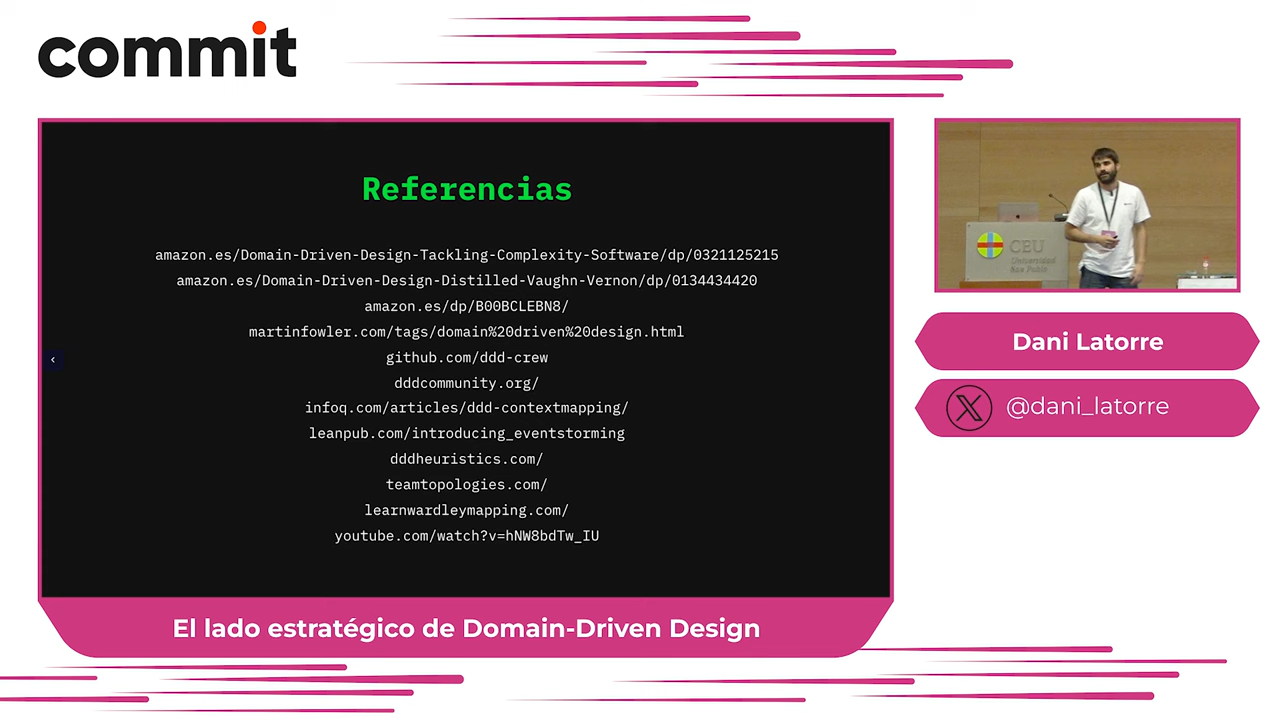 commit
Referencias
amazon.es/Domain-Driven-Design-Tackling-Complexity-Software/dp/0321125215
amazon.es/Domain-Driven-Design-Distilled-Vaughn-Vernon/dp/0134434420
amazon.es/dp/B00BCLEBN8/
martinfowler.com/tags/domain%20driven%20design.html
github.com/ddd-crew
dddcommunity.org/
infoq.com/articles/ddd-contextmapping/
leanpub.com/introducing_eventstorming
dddheuristics.com/
teamtopologies.com/
learnwardleymapping.com/
youtube.com/watch?v=hNW8bdTw_IU
El lado estratégico de Domain-Driven Design
CEU
Universidad
San Pablo
Dani Latorre
@dani_latorre